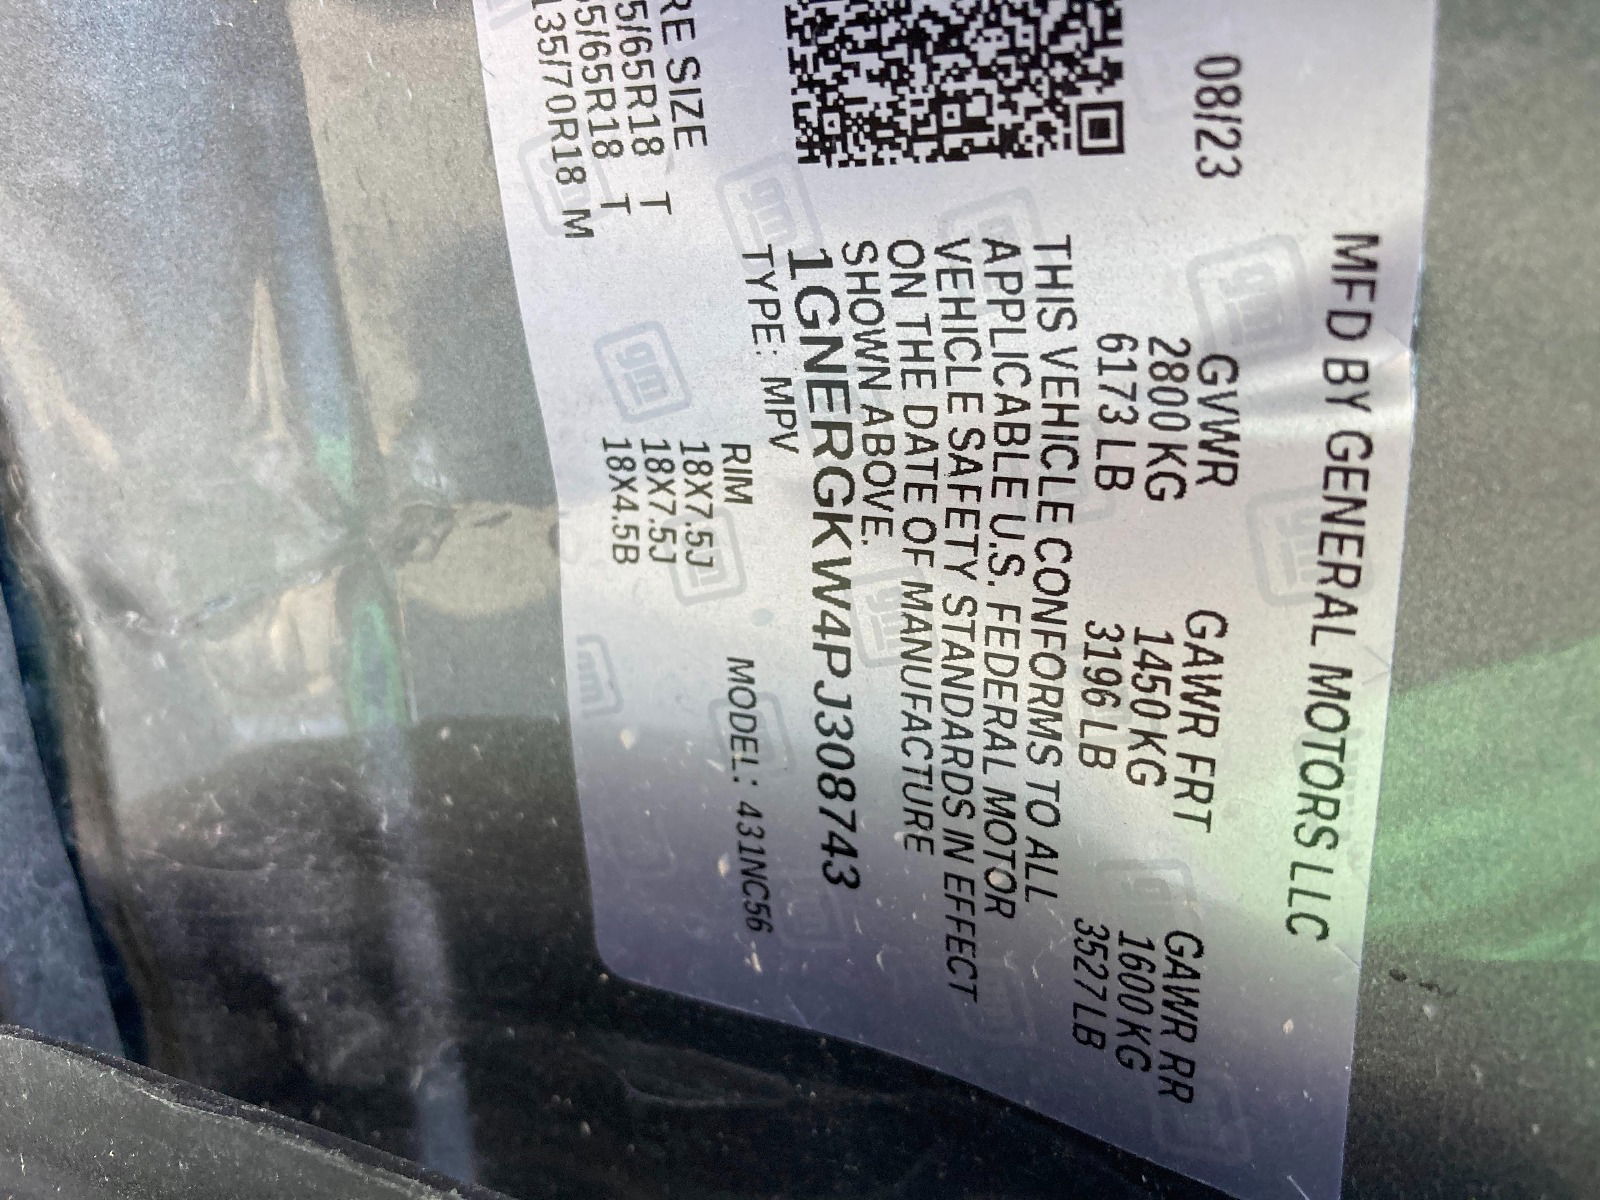 MFD BY GENERAL MOTORS LLC
08/23
GVWR GAWR FRT GAWR RR
2800 KG 1450 KG 1600 KG
6173 LB 3196 LB 3527 LB
THIS VEHICLE CONFORMS TO ALL
APPLICABLE U.S. FEDERAL MOTOR
VEHICLE SAFETY STANDARDS IN EFFECT
ON THE DATE OF MANUFACTURE
SHOWN ABOVE.
1GNERGKW4PJ308743
TYPE: MPV MODEL: 431NC56
RE SIZE RIM
5/65R18 T 18X7.5J
5/65R18 T 18X7.5J
135/70R18 M 18X4.5B
gm